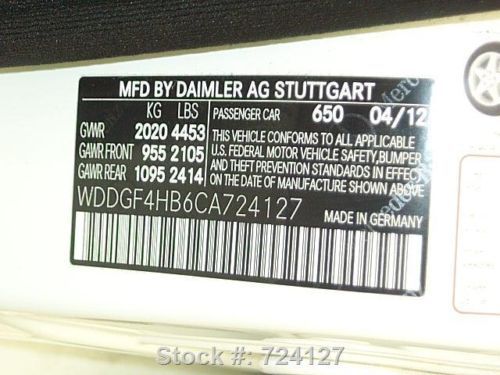 MFD BY DAIMLER AG STUTTGART
KG LBS PASSENGER CAR 650 04/12
GVWR 2020 4453 THIS VEHICLE CONFORMS TO ALL APPLICABLE
GAWR FRONT 955 2105 U.S. FEDERAL MOTOR VEHICLE SAFETY, BUMPER
GAWR REAR 1095 2414 AND THEFT PREVENTION STANDARDS IN EFFECT
ON THE DATE OF MANUFACTURE SHOWN ABOVE.
WDDGF4HB6CA724127
MADE IN GERMANY
Stock #: 724127